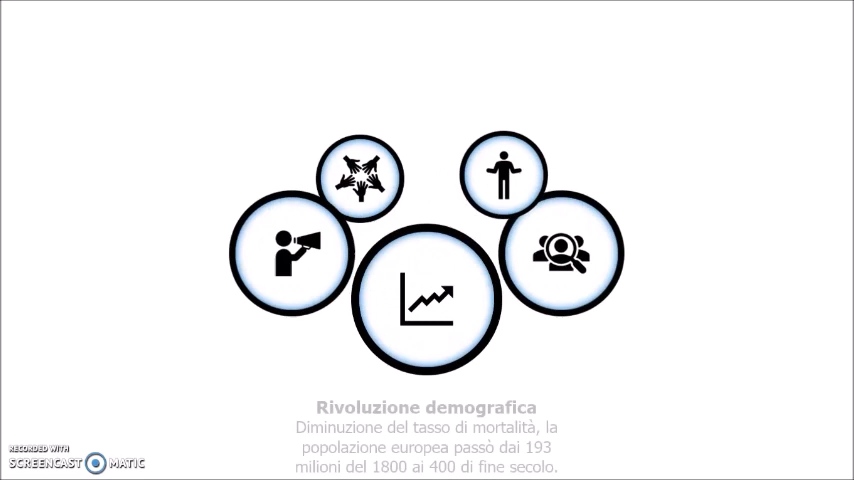 Rivoluzione demografica
Diminuzione del tasso di mortalità, la
popolazione europea passò dai 193
milioni del 1800 ai 400 di fine secolo.
RECORDED WITH
SCREENCAST MATIC